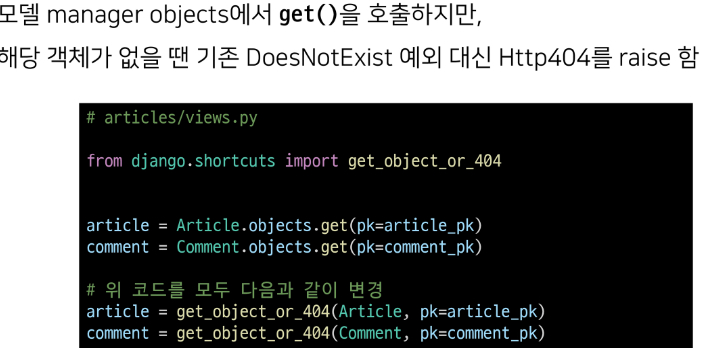 모델 manager objects에서 get()을 호출하지만,
해당 객체가 없을 땐 기존 DoesNotExist 예외 대신 Http404를 raise 함
# articles/views.py
from django.shortcuts import get_object_or_404
article = Article.objects.get(pk=article_pk)
comment = Comment.objects.get(pk=comment_pk)
# 위 코드를 모두 다음과 같이 변경
article = get_object_or_404(Article, pk=article_pk)
comment = get_object_or_404(Comment, pk=comment_pk)